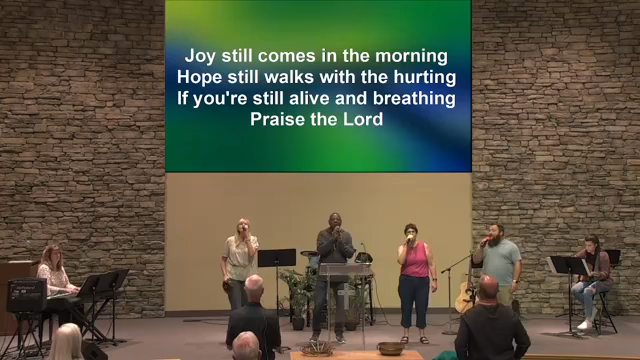 Joy still comes in the morning
Hope still walks with the hurting
If you're still alive and breathing
Praise the Lord